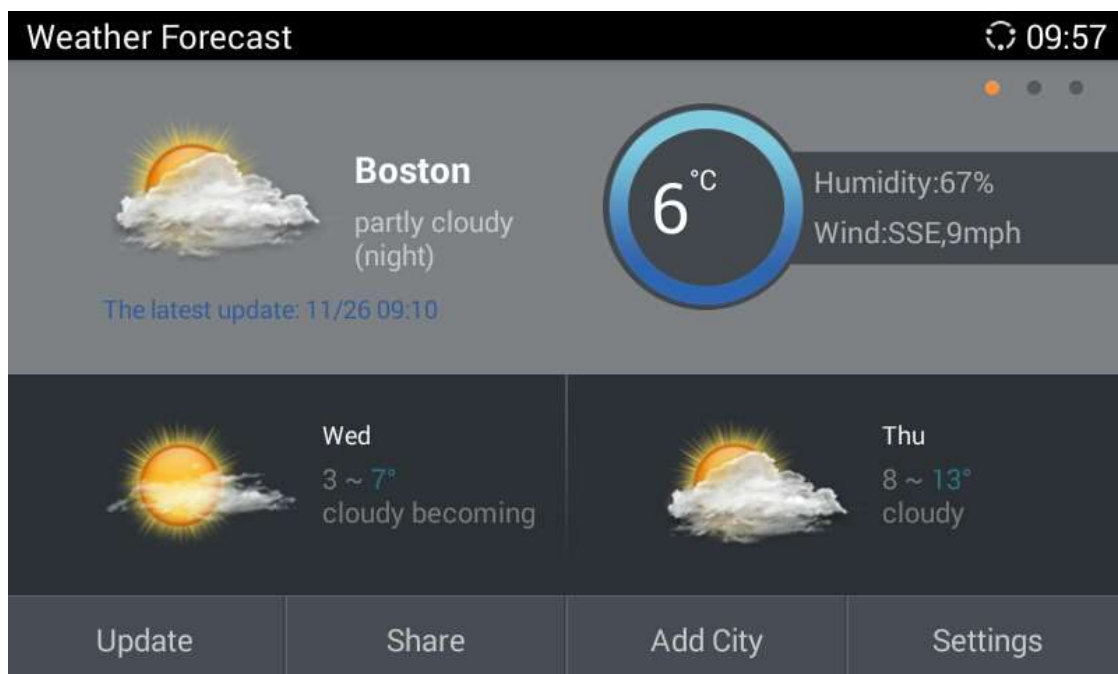 Weather Forecast
09:57
Boston
partly cloudy
(night)
The latest update: 11/26 09:10
6°C
Humidity:67%
Wind:SSE,9mph
Wed
3 ~ 7°
cloudy becoming
Thu
8 ~ 13°
cloudy
Update
Share
Add City
Settings